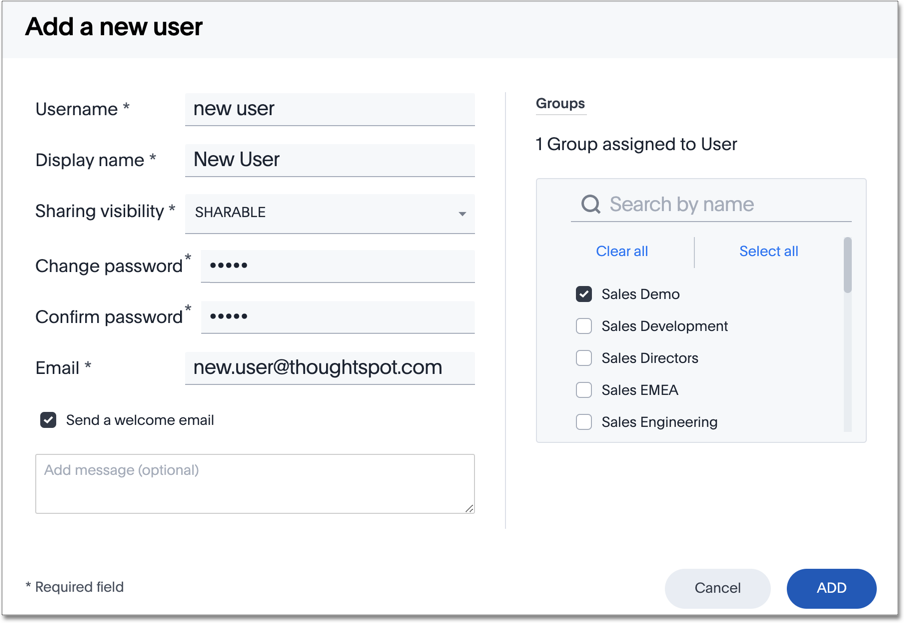 Add a new user
Username * new user
Display name * New User
Sharing visibility * SHARABLE
Change password* •••••
Confirm password* •••••
Email * new.user@thoughtspot.com
Send a welcome email
Add message (optional)
Groups
1 Group assigned to User
Search by name
Clear all Select all
Sales Demo
Sales Development
Sales Directors
Sales EMEA
Sales Engineering
* Required field
Cancel ADD